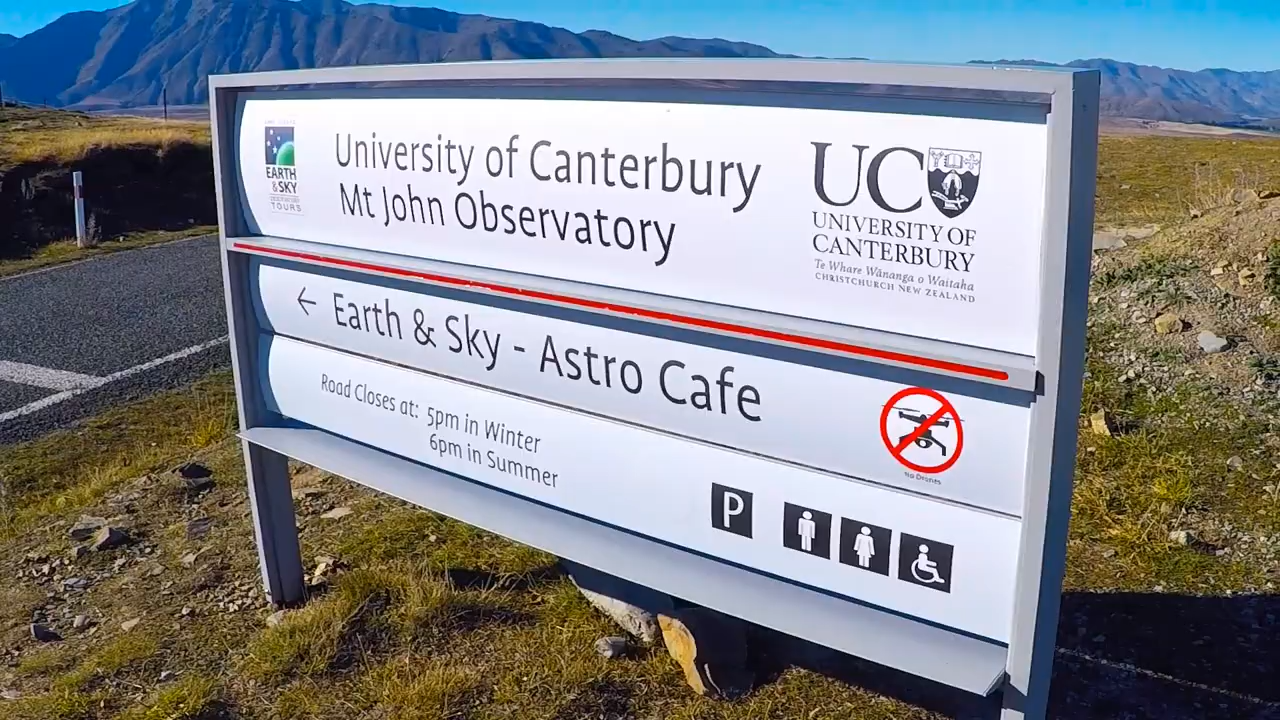 EARTH
& SKY
TOURS
University of Canterbury
Mt John Observatory
UC
UNIVERSITY OF
CANTERBURY
Te Whare Wānanga o Waitaha
CHRISTCHURCH NEW ZEALAND
← Earth & Sky - Astro Cafe
No Drones
Road Closes at: 5pm in Winter
6pm in Summer
P